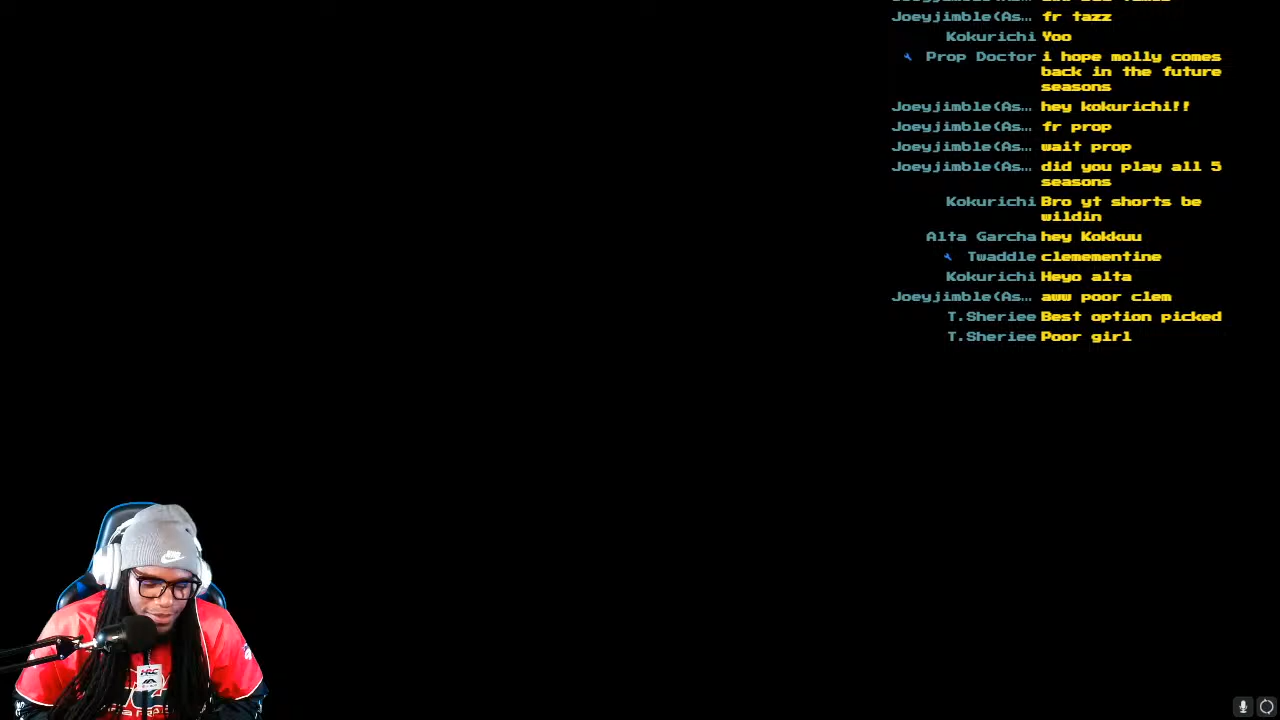 Joeyjimble(As… fr tazz
Kokurichi Yoo
Prop Doctor i hope molly comes
back in the future
seasons
Joeyjimble(As… hey kokurichi!!
Joeyjimble(As… fr prop
Joeyjimble(As… wait prop
Joeyjimble(As… did you play all 5
seasons
Kokurichi Bro yt shorts be
wildin
Alta Garcha hey Kokkuu
Twaddle clemementine
Kokurichi Heyo alta
Joeyjimble(As… aww poor clem
T.Sheriee Best option picked
T.Sheriee Poor girl
HRC